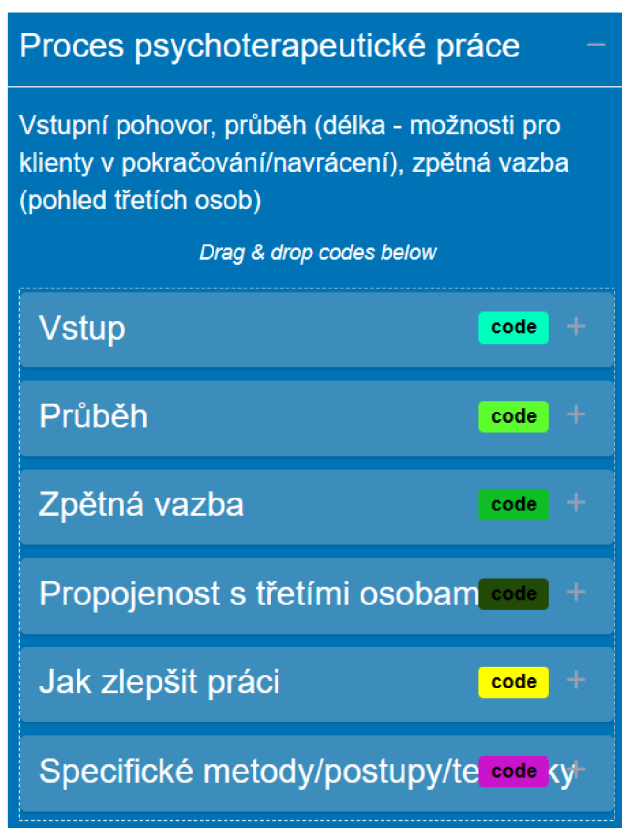 Proces psychoterapeutické práce −
Vstupní pohovor, průběh (délka - možnosti pro
klienty v pokračování/navrácení), zpětná vazba
(pohled třetích osob)
Drag & drop codes below
Vstup code +
Průběh code +
Zpětná vazba code +
Propojenost s třetími osobam code +
Jak zlepšit práci code +
Specifické metody/postupy/ code +